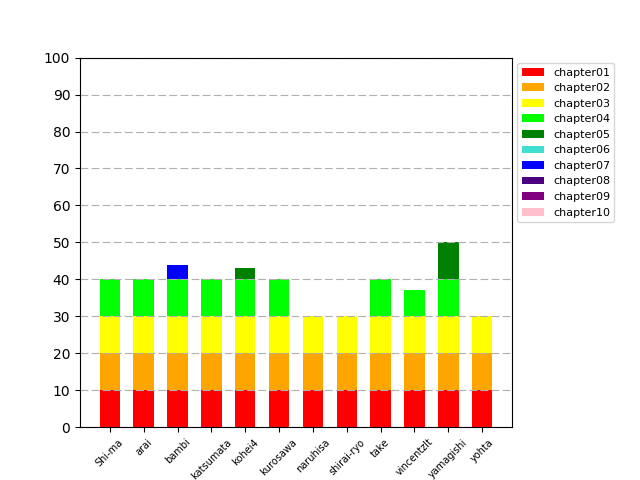 100
90
80
70
60
50
40
30
20
10
0
Shi-ma
arai
bambi
katsumata
kohei4
kurosawa
naruhisa
shirai-ryo
take
vincentzlt
yamagishi
yohta
chapter01
chapter02
chapter03
chapter04
chapter05
chapter06
chapter07
chapter08
chapter09
chapter10